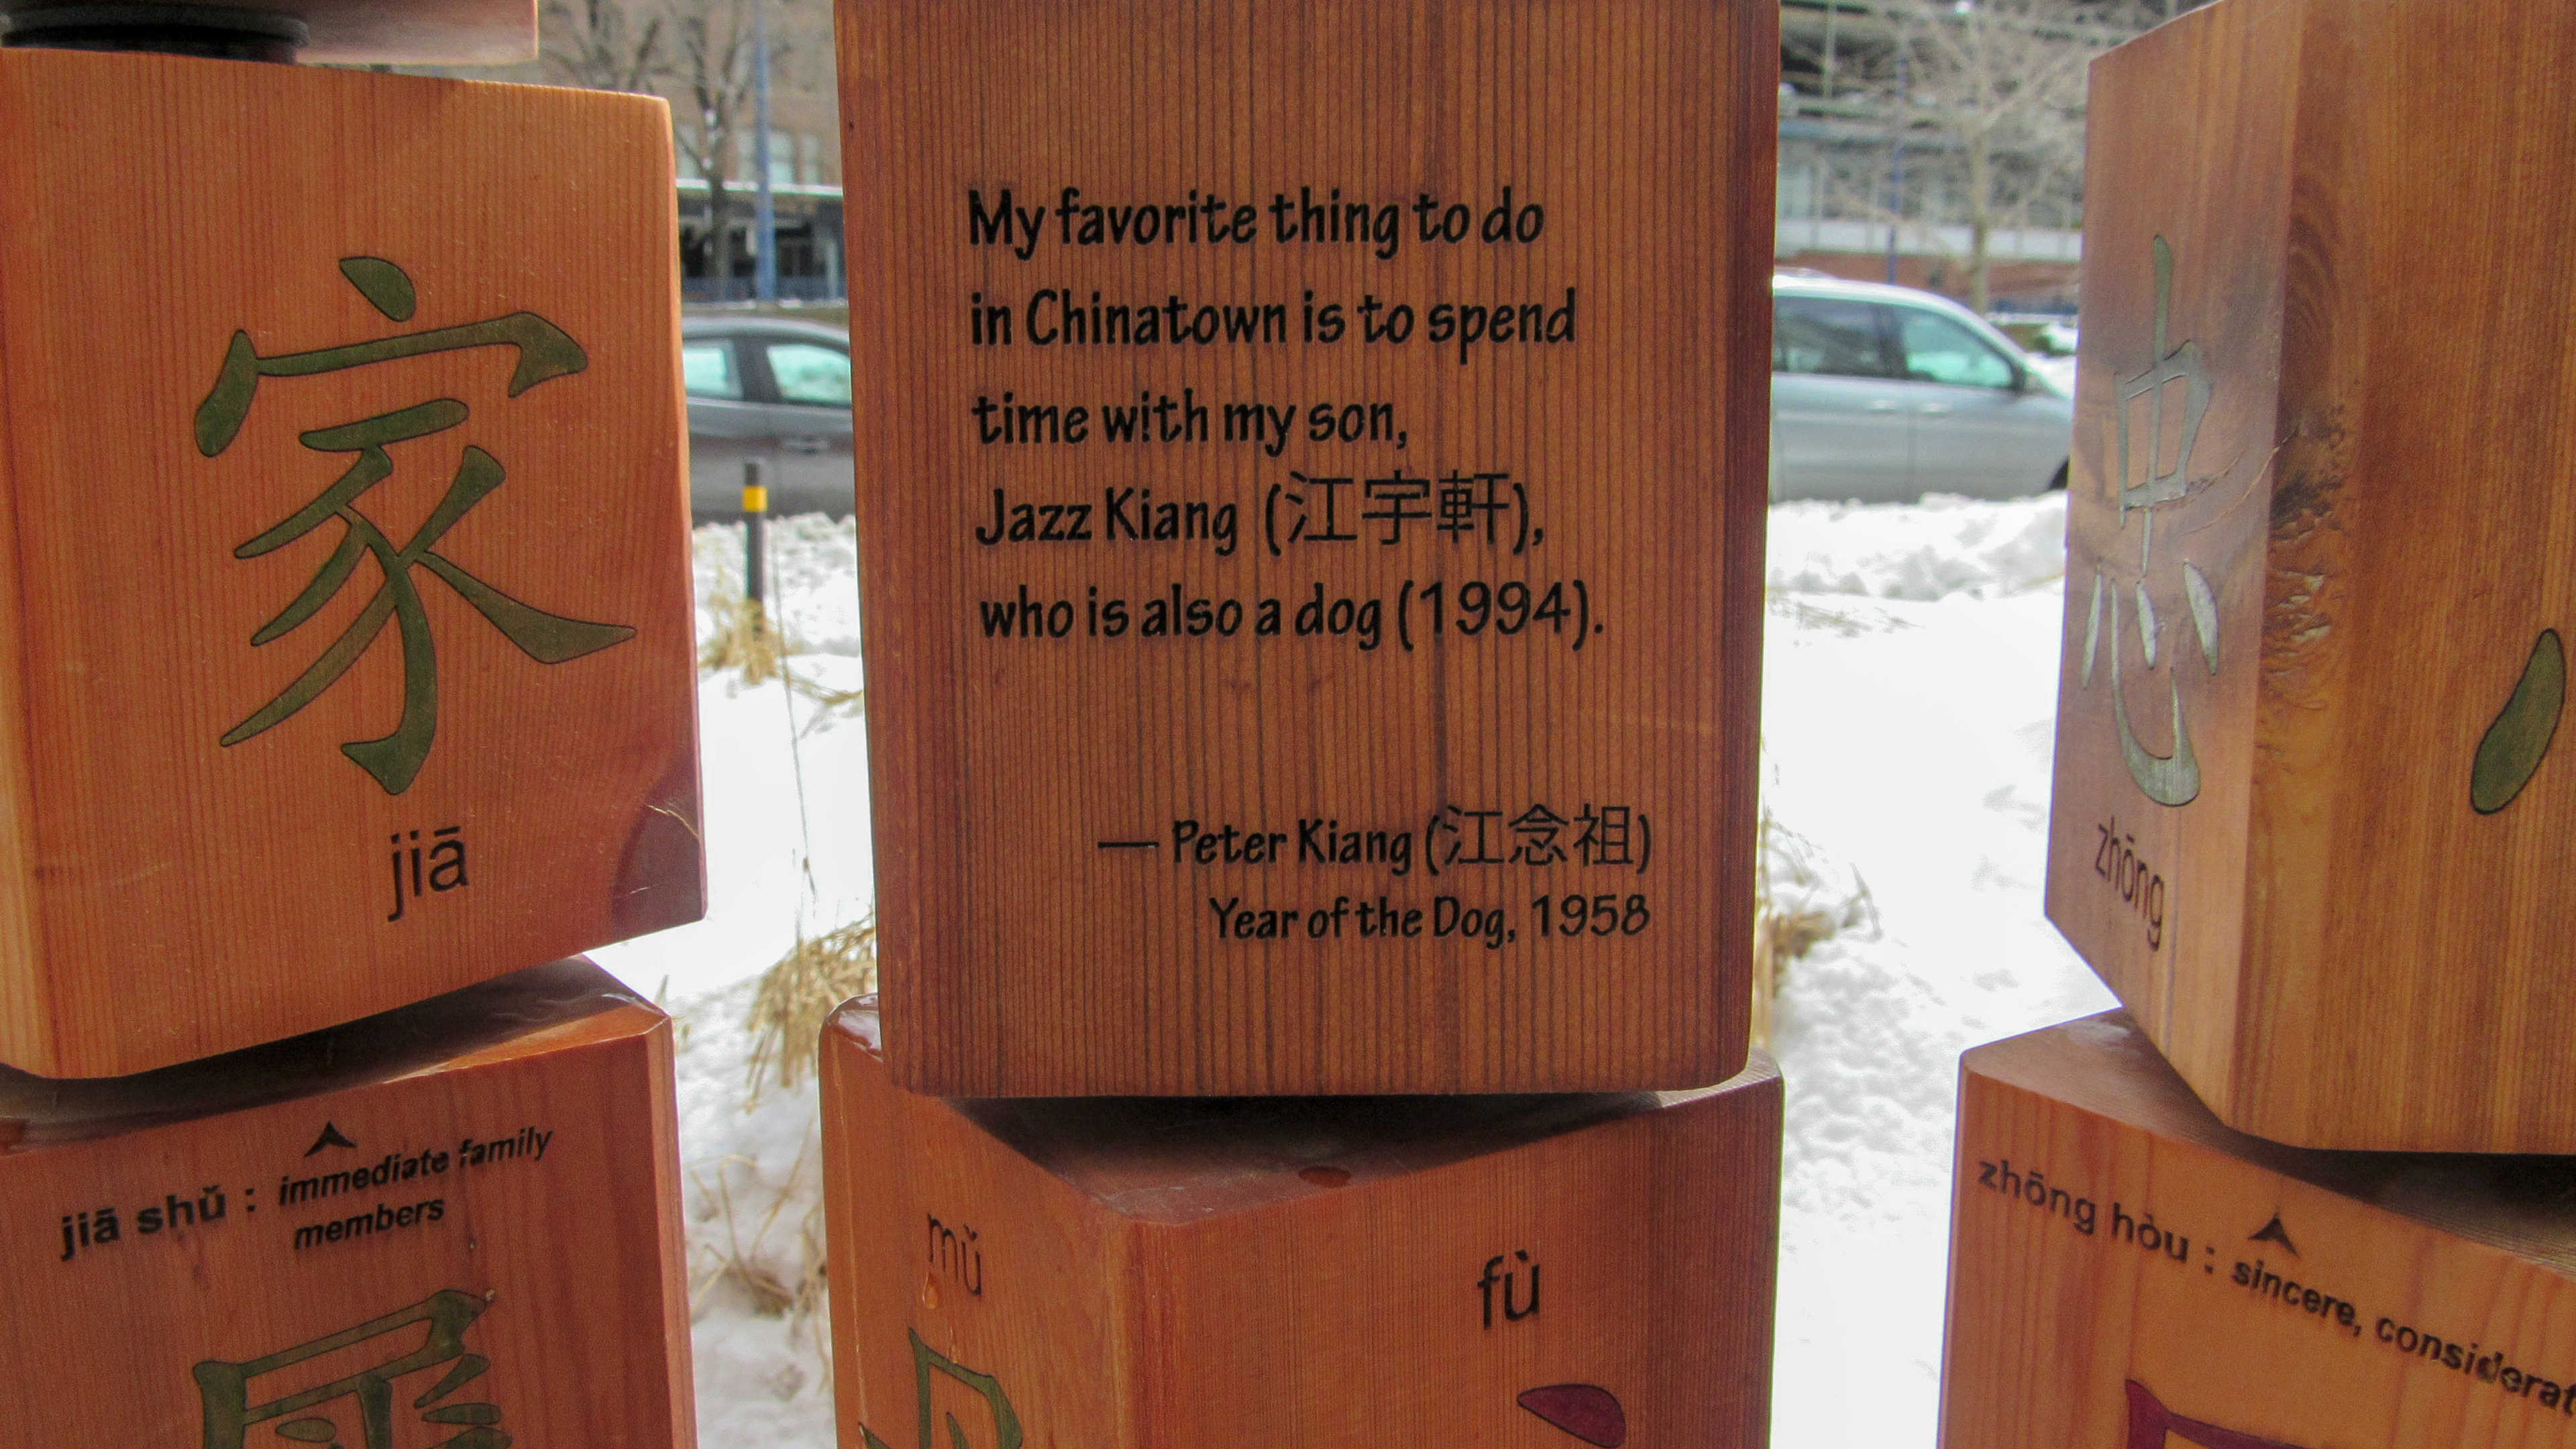 家
jiā
jiā shǔ : immediate family
members
My favorite thing to do
in Chinatown is to spend
time with my son,
Jazz Kiang (江宇軒),
who is also a dog (1994).
— Peter Kiang (江念祖)
Year of the Dog, 1958
mǔ
fù
忠
zhōng
zhōng hòu : sincere,